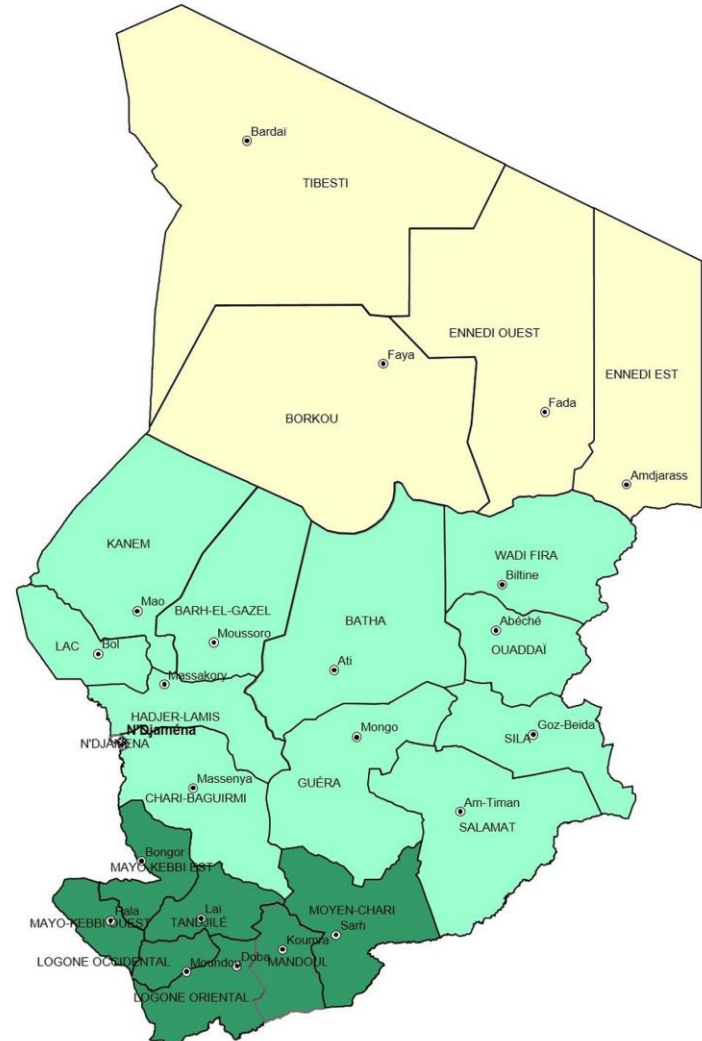 Bardaï
TIBESTI
ENNEDI OUEST
Faya
ENNEDI EST
Fada
BORKOU
Amdjarass
KANEM
WADI FIRA
Biltine
Mao
BARH-EL-GAZEL
BATHA
Abéché
Moussoro
LAC
Bol
OUADDAÏ
Ati
Massakory
HADJER-LAMIS
N'Djaména
N'DJAMENA
Mongo
Goz-Beida
SILA
Massenya
GUÉRA
CHARI-BAGUIRMI
Am-Timan
SALAMAT
Bongor
MAYO-KEBBI EST
Pala
MAYO-KEBBI OUEST
Laï
TANDJILÉ
MOYEN-CHARI
Sarh
Koumra
LOGONE OCCIDENTAL
MANDOUL
Doba
Moundou
LOGONE ORIENTAL